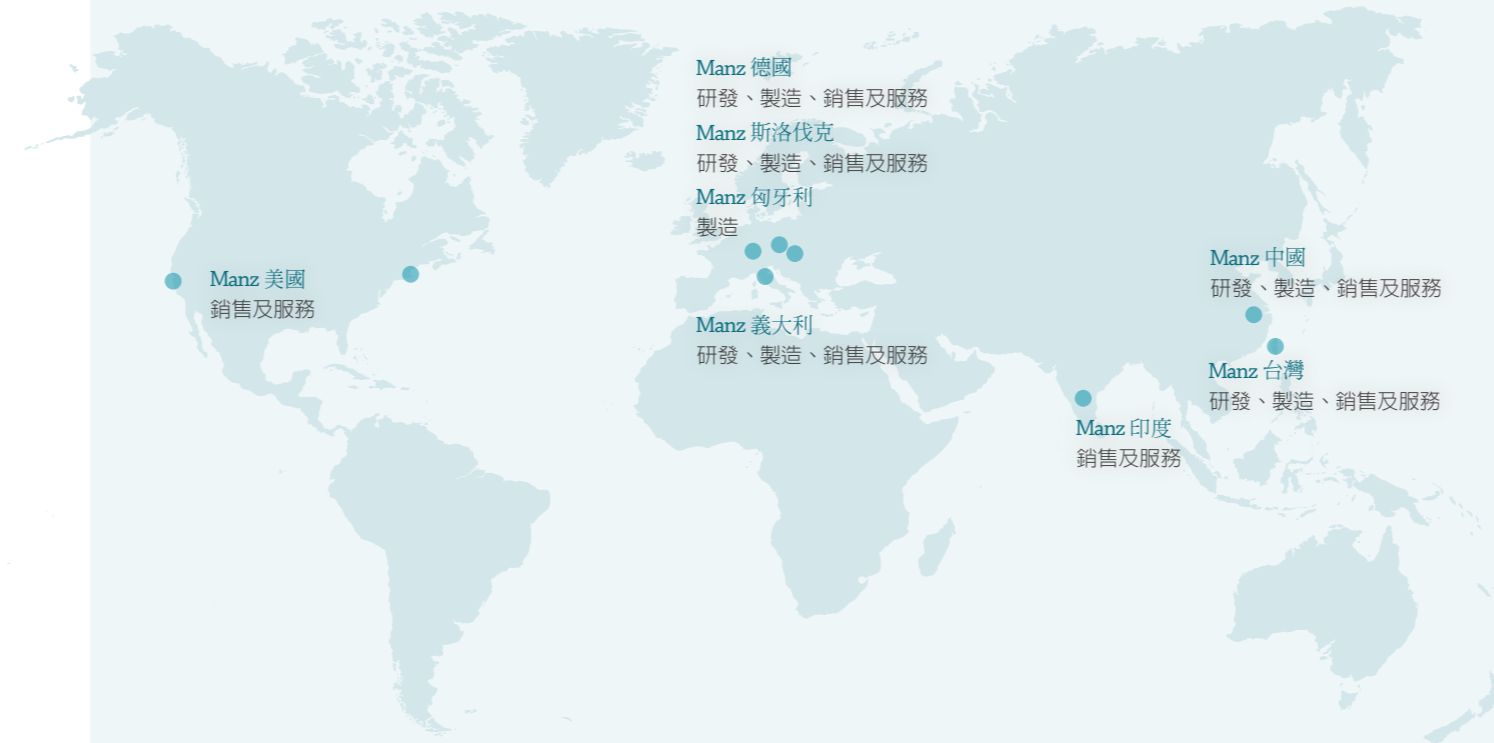 Manz 德國
研發、製造、銷售及服務
Manz 斯洛伐克
研發、製造、銷售及服務
Manz 匈牙利
製造
Manz 美國
銷售及服務
Manz 義大利
研發、製造、銷售及服務
Manz 中國
研發、製造、銷售及服務
Manz 台灣
研發、製造、銷售及服務
Manz 印度
銷售及服務